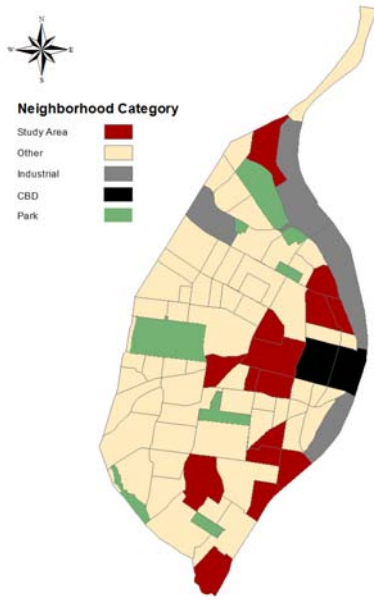 N
W
E
S
Neighborhood Category
Study Area
Other
Industrial
CBD
Park